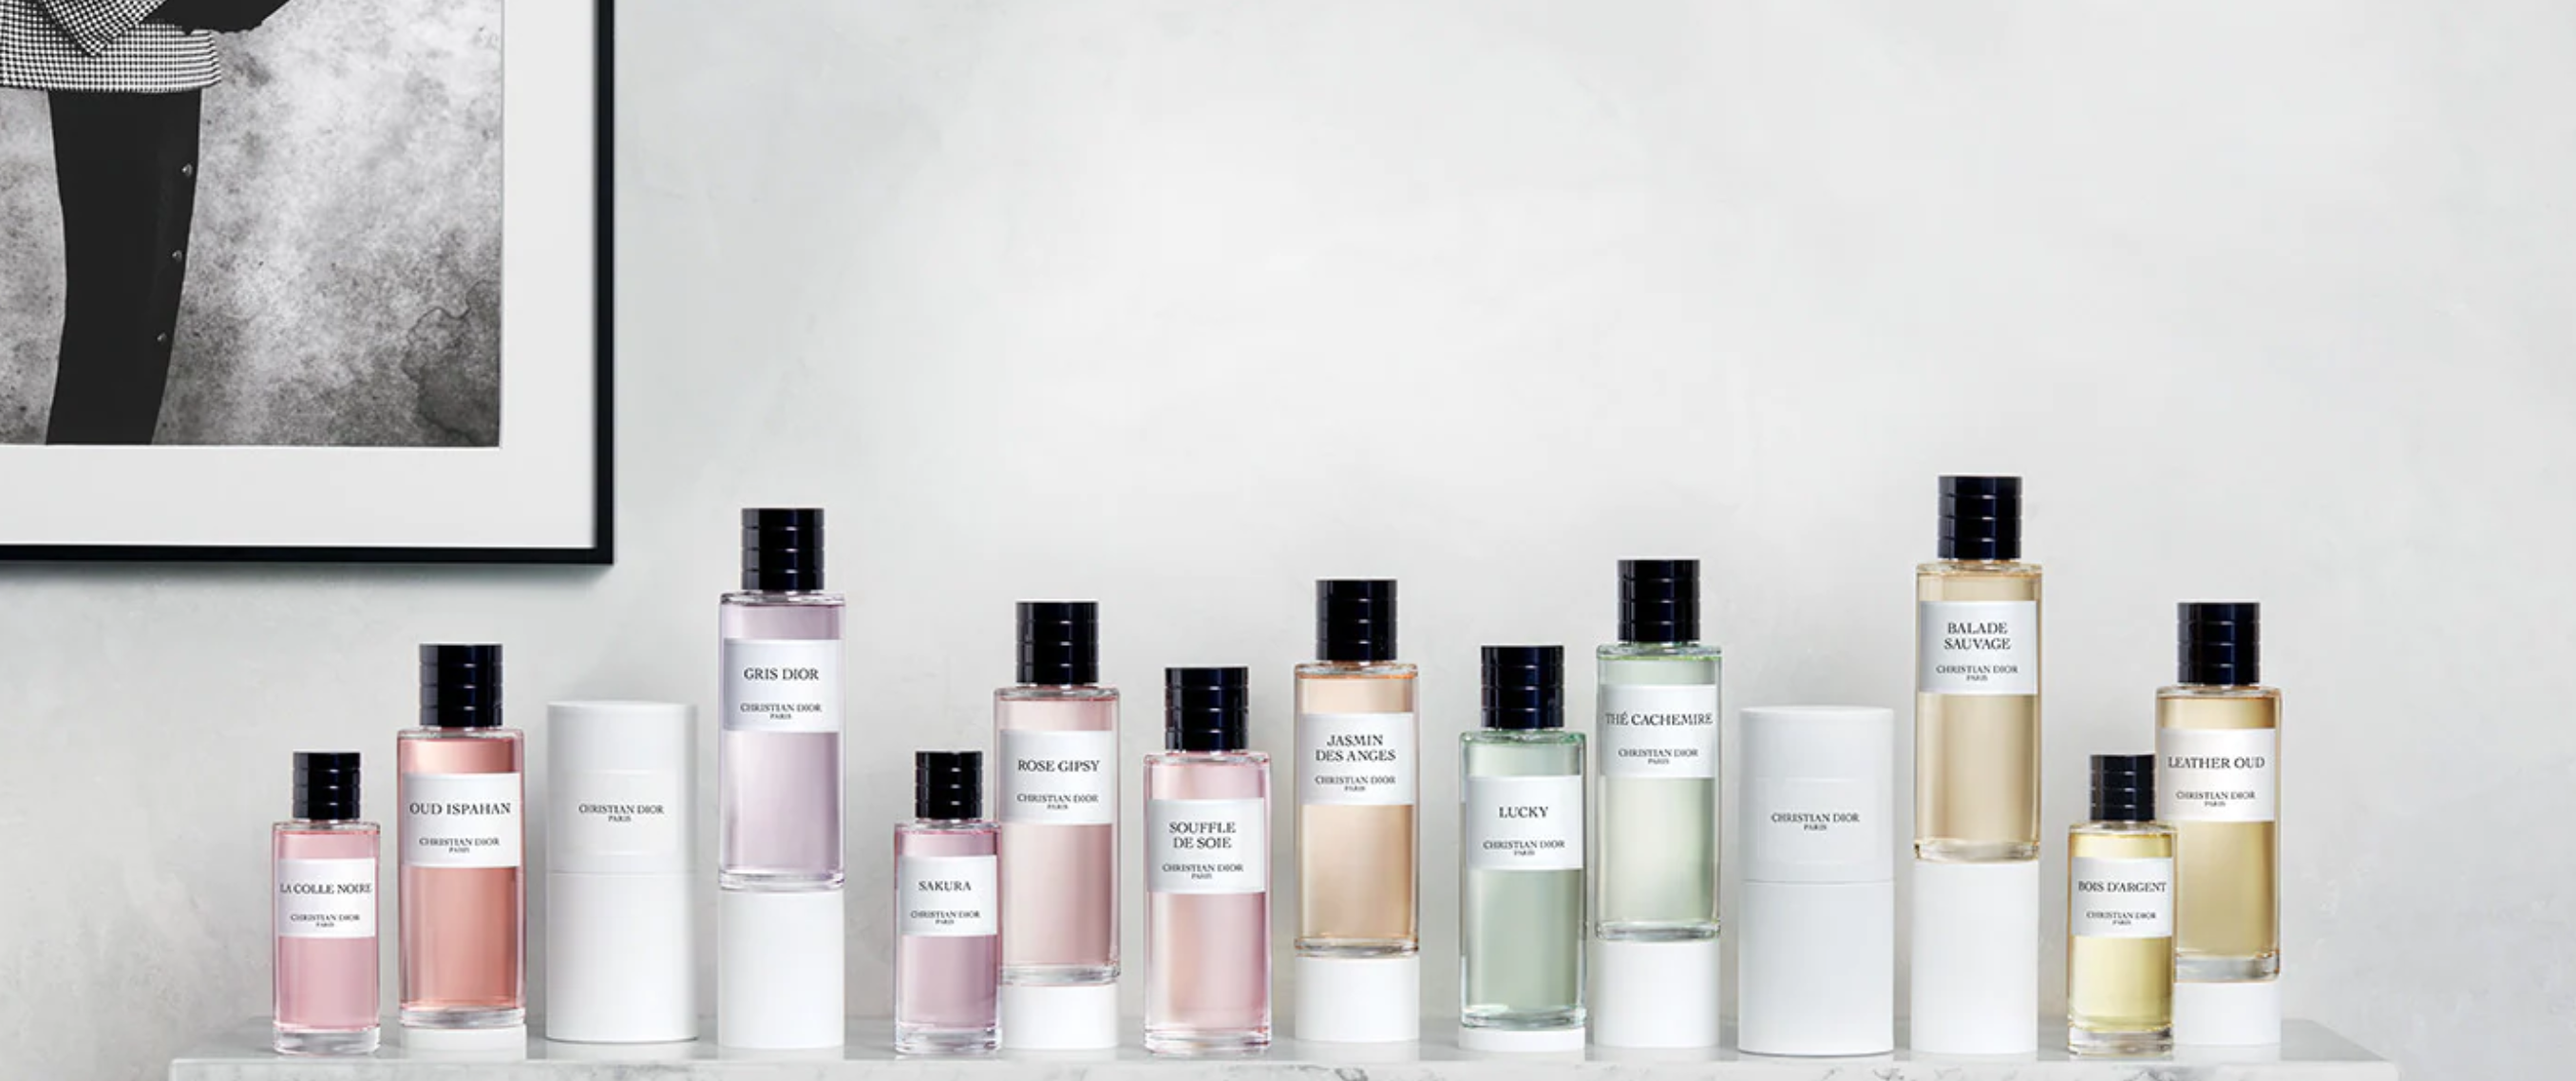 LA COLLE NOIRE
CHRISTIAN DIOR
PARIS
OUD ISPAHAN
CHRISTIAN DIOR
PARIS
CHRISTIAN DIOR
PARIS
GRIS DIOR
CHRISTIAN DIOR
PARIS
SAKURA
CHRISTIAN DIOR
PARIS
ROSE GIPSY
CHRISTIAN DIOR
PARIS
SOUFFLE
DE SOIE
CHRISTIAN DIOR
PARIS
JASMIN
DES ANGES
CHRISTIAN DIOR
PARIS
LUCKY
CHRISTIAN DIOR
PARIS
THÉ CACHEMIRE
CHRISTIAN DIOR
PARIS
CHRISTIAN DIOR
PARIS
BALADE
SAUVAGE
CHRISTIAN DIOR
PARIS
BOIS D'ARGENT
CHRISTIAN DIOR
PARIS
LEATHER OUD
CHRISTIAN DIOR
PARIS